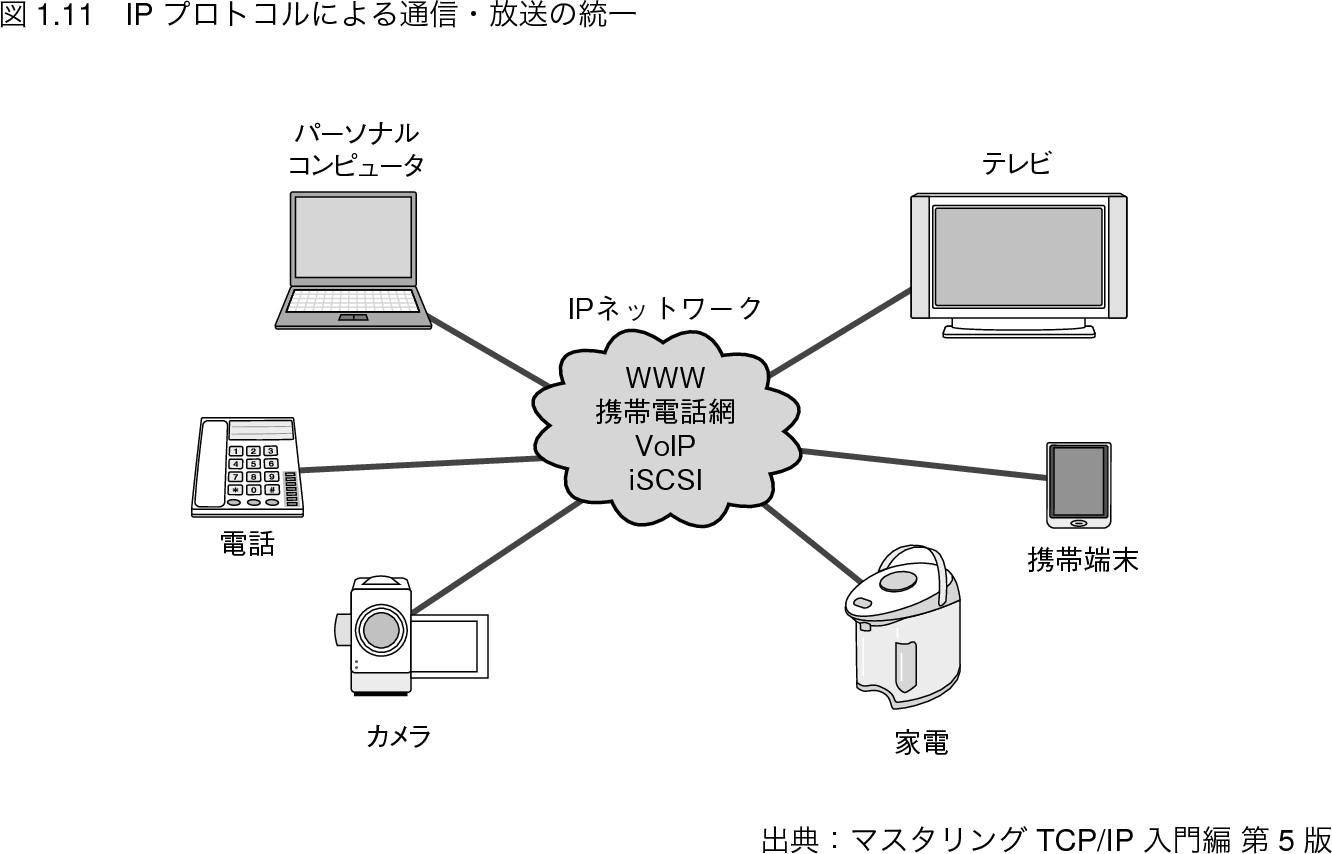 図 1.11 IP プロトコルによる通信・放送の統一
パーソナル
コンピュータ
テレビ
IPネットワーク
WWW
携帯電話網
VoIP
iSCSI
1 2 3
4 5 6
7 8 9
* 0 #
電話
携帯端末
カメラ
家電
出典：マスタリング TCP/IP 入門編 第 5 版